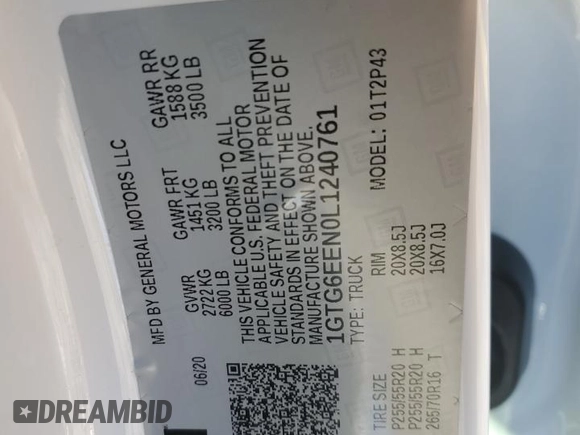 MFD BY GENERAL MOTORS LLC
06/20
GVWR
2722 KG
6000 LB
GAWR FRT
1451 KG
3200 LB
GAWR RR
1588 KG
3500 LB
THIS VEHICLE CONFORMS TO ALL
APPLICABLE U.S. FEDERAL MOTOR
VEHICLE SAFETY AND THEFT PREVENTION
STANDARDS IN EFFECT ON THE DATE OF
MANUFACTURE SHOWN ABOVE.
1GTG6EEN0L1240761
TYPE: TRUCK
MODEL: 01T2P43
TIRE SIZE
RIM
P255/55R20 H
20X8.5J
P255/55R20 H
20X8.5J
265/70R16 T
16X7.0J
DREAMBID